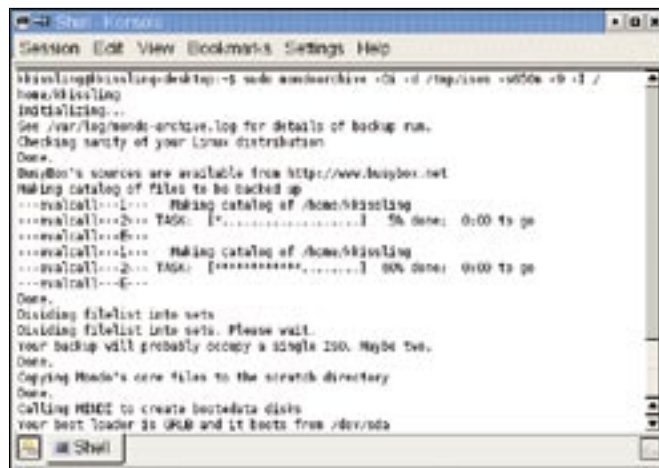 Shell - Konsole
Session Edit View Bookmarks Settings Help
kkissling@kissling-desktop:~$ sudo mondoarchive -Oi -d /tmp/isos -s650m -9 -I /
home/kkissling
Initializing...
See /var/log/mondo-archive.log for details of backup run.
Checking sanity of your Linux distribution
Done.
BusyBox's sources are available from http://www.busybox.net
Making catalog of files to be backed up
---evalcall---1--- Making catalog of /home/kkissling
---evalcall---2--- TASK: [*...................] 5% done; 0:00 to go
---evalcall---E---
---evalcall---1--- Making catalog of /home/kkissling
---evalcall---2--- TASK: [************........] 60% done; 0:00 to go
---evalcall---E---
Done.
Dividing filelist into sets
Dividing filelist into sets. Please wait.
Your backup will probably occupy a single ISO. Maybe two.
Done.
Copying Mondo's core files to the scratch directory
Done.
Calling MINDI to create boot+data disks
Your boot loader is GRUB and it boots from /dev/sda
Shell